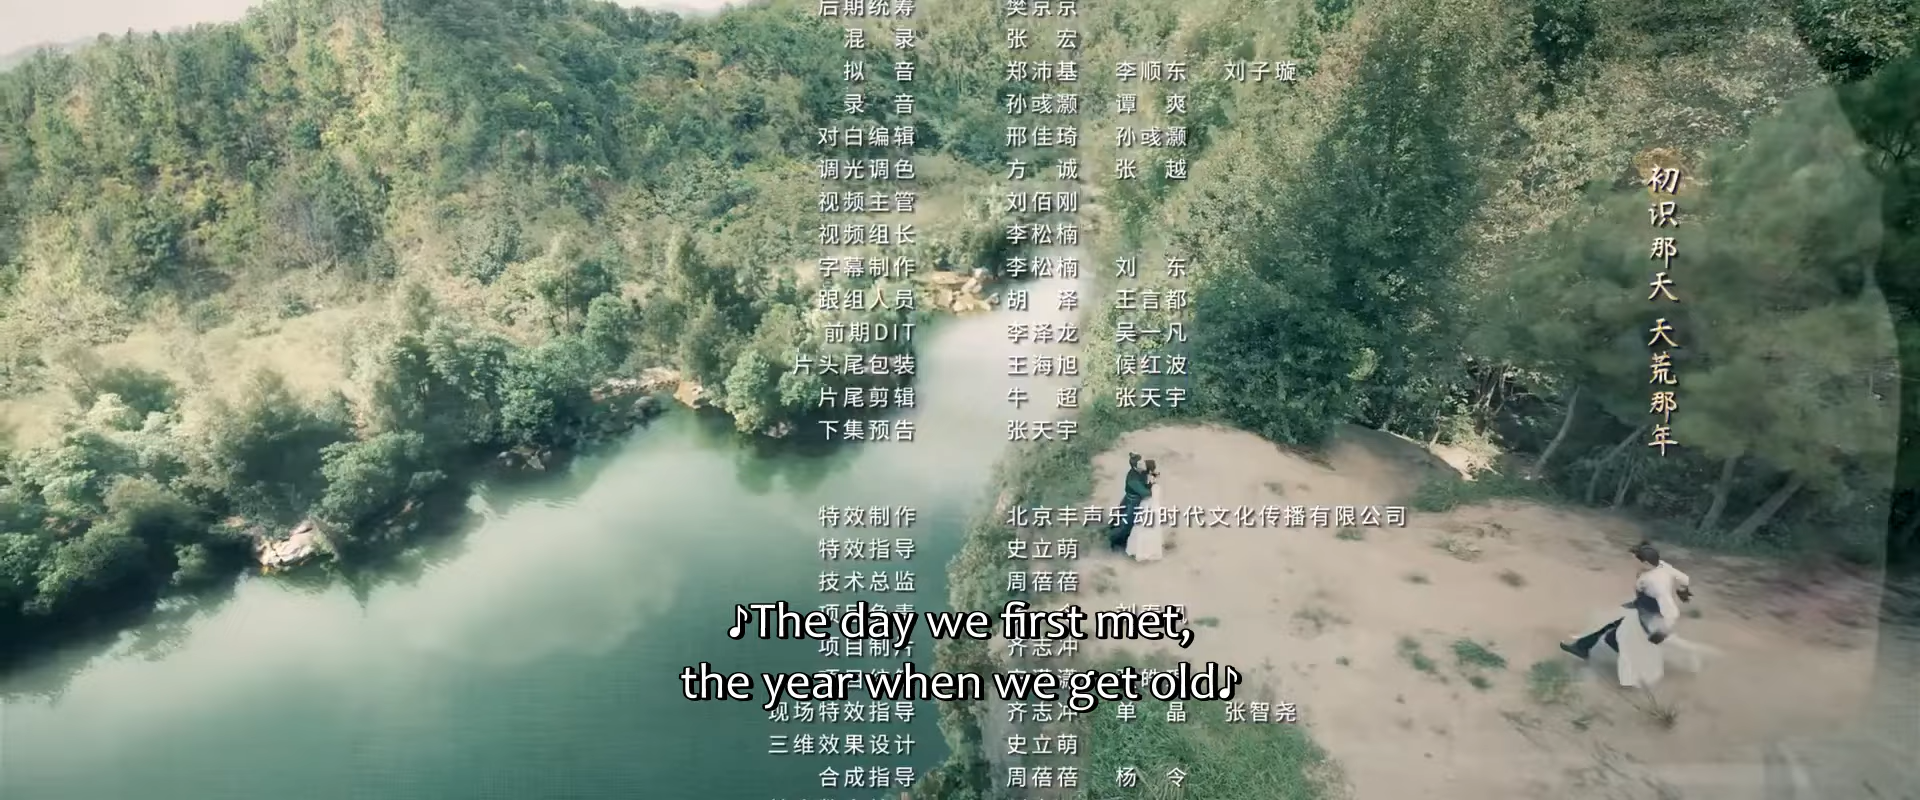 后期统筹 樊京京
混 录 张 宏
拟 音 郑沛基 李顺东 刘子璇
录 音 孙彧灏 谭 爽
对白编辑 邢佳琦 孙彧灏
调光调色 方 诚 张 越
视频主管 刘佰刚
视频组长 李松楠
字幕制作 李松楠 刘 东
跟组人员 胡 泽 王言都
前期DIT 李泽龙 吴一凡
片头尾包装 王海旭 候红波
片尾剪辑 牛 超 张天宇
下集预告 张天宇
初识那天 天荒那年
特效制作 北京丰声乐动时代文化传播有限公司
特效指导 史立萌
技术总监 周蓓蓓
♪The day we first met,
项目制片 齐志冲
the year when we get old♪
现场特效指导 齐志冲 单 晶 张智尧
三维效果设计 史立萌
合成指导 周蓓蓓 杨 令